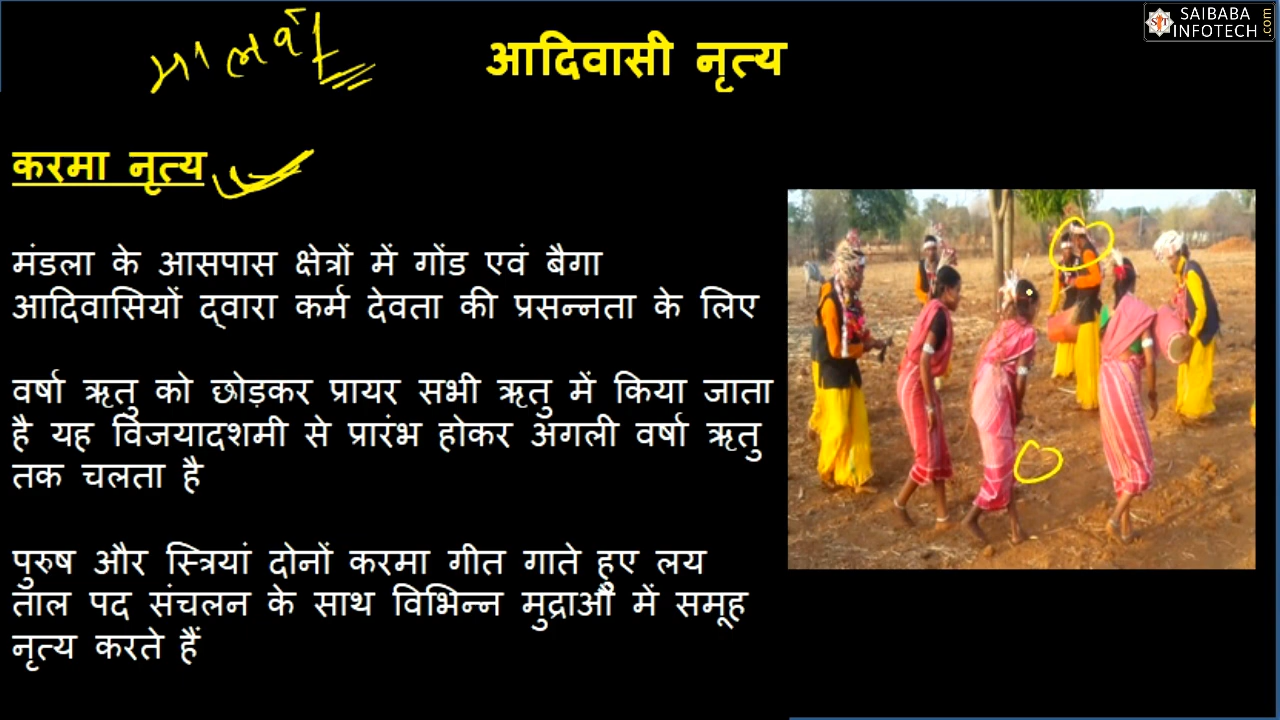 मालवा
आदिवासी नृत्य
SAIBABA
INFOTECH
.com
करमा नृत्य
मंडला के आसपास क्षेत्रों में गोंड एवं बैगा
आदिवासियों द्वारा कर्म देवता की प्रसन्नता के लिए
वर्षा ऋतु को छोड़कर प्रायर सभी ऋतु में किया जाता
है यह विजयादशमी से प्रारंभ होकर अगली वर्षा ऋतु
तक चलता है
पुरुष और स्त्रियां दोनों करमा गीत गाते हुए लय
ताल पद संचलन के साथ विभिन्न मुद्राओं में समूह
नृत्य करते हैं